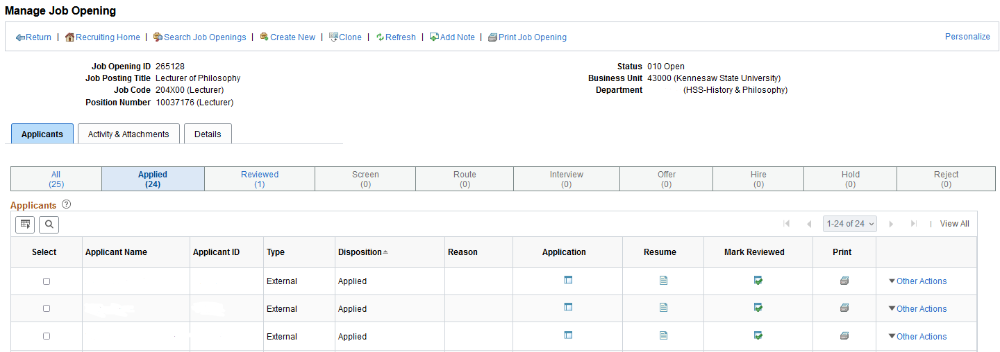 Manage Job Opening
Return | Recruiting Home | Search Job Openings | Create New | Clone | Refresh | Add Note | Print Job Opening Personalize
Job Opening ID 265128 Status 010 Open
Job Posting Title Lecturer of Philosophy Business Unit 43000 (Kennesaw State University)
Job Code 204X00 (Lecturer) Department (HSS-History & Philosophy)
Position Number 10037176 (Lecturer)
Applicants Activity & Attachments Details
All Applied Reviewed Screen Route Interview Offer Hire Hold Reject
(25) (24) (1) (0) (0) (0) (0) (0) (0) (0)
Applicants ?
1-24 of 24 | View All
Select Applicant Name Applicant ID Type Disposition Reason Application Resume Mark Reviewed Print
External Applied Other Actions
External Applied Other Actions
External Applied Other Actions